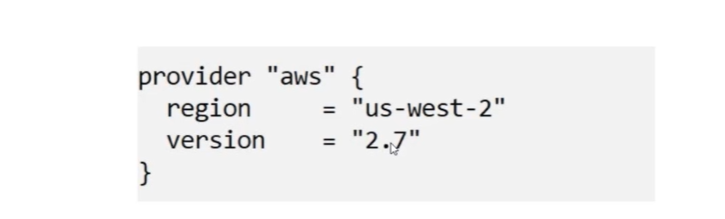 provider "aws" {
  region     = "us-west-2"
  version    = "2.7"
}